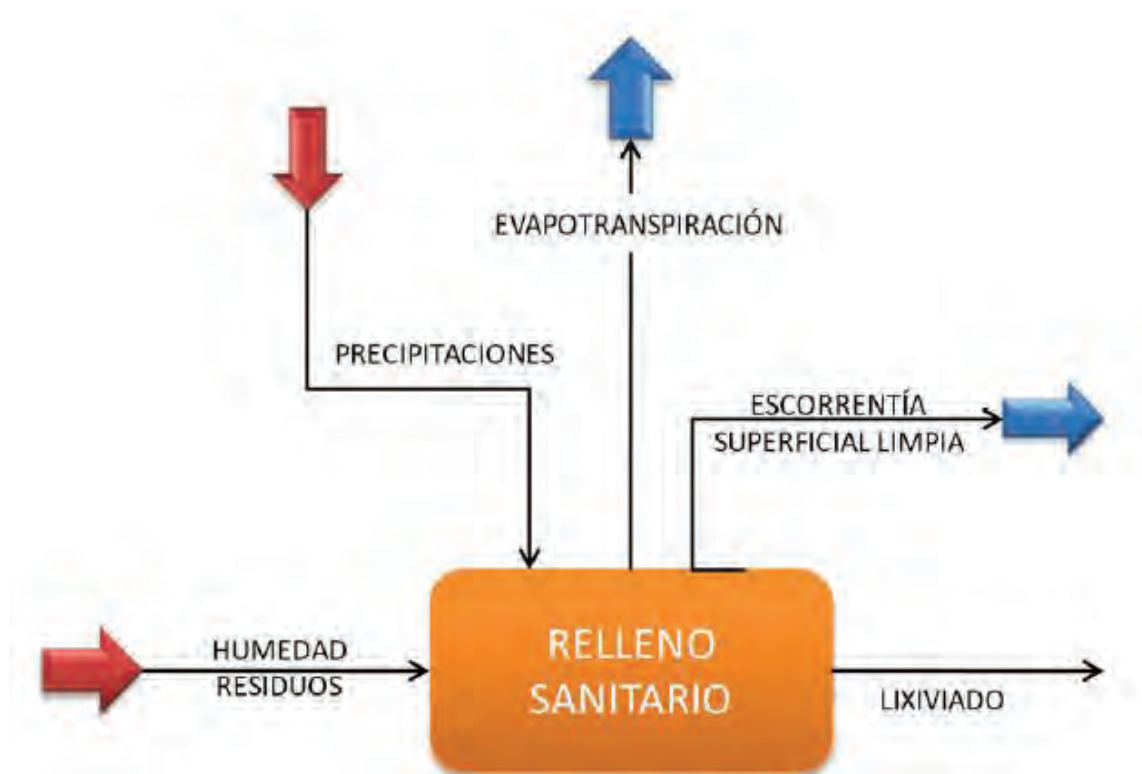 EVAPOTRANSPIRACIÓN
PRECIPITACIONES
ESCORRENTÍA
SUPERFICIAL LIMPIA
HUMEDAD
RESIDUOS
RELLENO
SANITARIO
LIXIVIADO